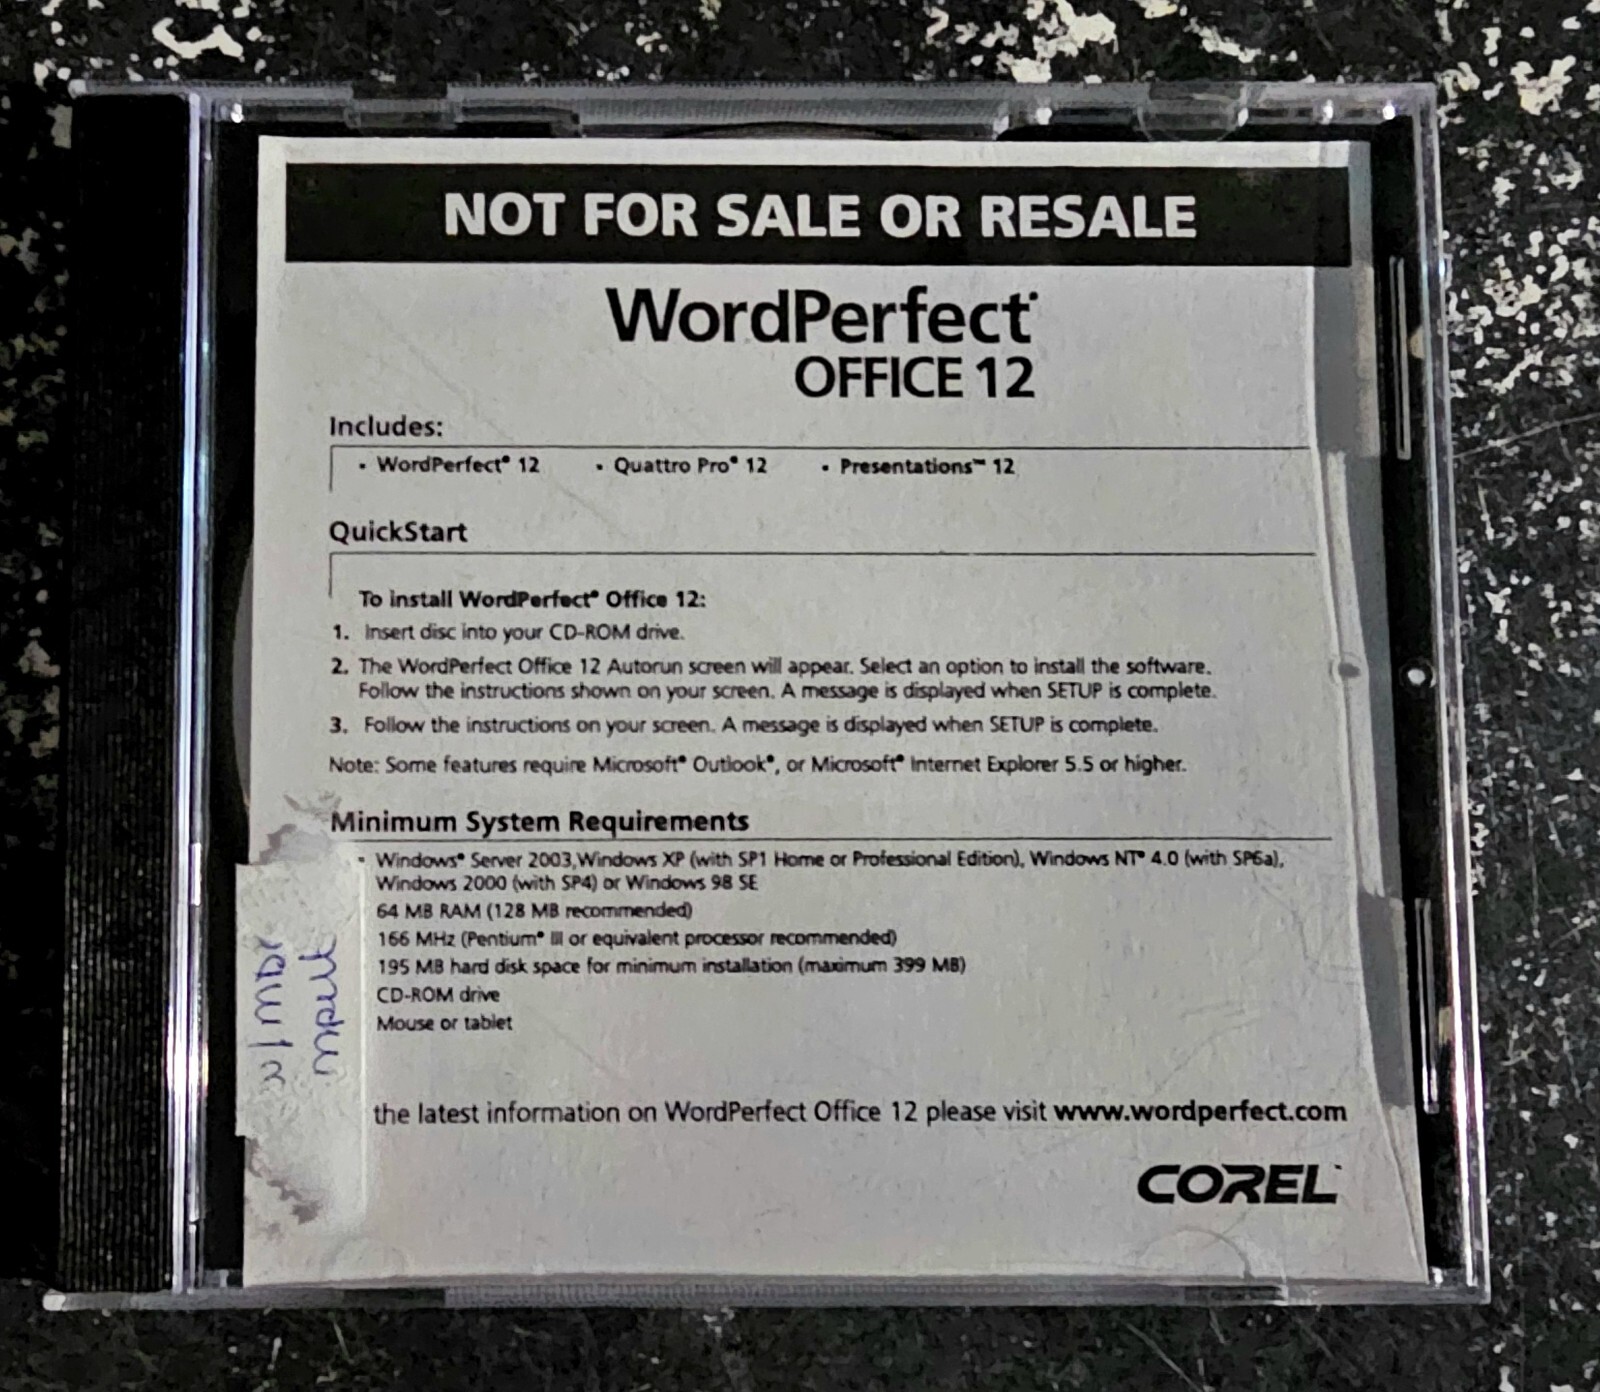 NOT FOR SALE OR RESALE
WordPerfect®
OFFICE 12
Includes:
• WordPerfect® 12 • Quattro Pro® 12 • Presentations™ 12
QuickStart
To install WordPerfect® Office 12:
1. Insert disc into your CD-ROM drive.
2. The WordPerfect Office 12 Autorun screen will appear. Select an option to install the software.
Follow the instructions shown on your screen. A message is displayed when SETUP is complete.
3. Follow the instructions on your screen. A message is displayed when SETUP is complete.
Note: Some features require Microsoft® Outlook®, or Microsoft® Internet Explorer 5.5 or higher.
Minimum System Requirements
• Windows® Server 2003,Windows XP (with SP1 Home or Professional Edition), Windows NT® 4.0 (with SP6a),
Windows 2000 (with SP4) or Windows 98 SE
64 MB RAM (128 MB recommended)
166 MHz (Pentium® III or equivalent processor recommended)
195 MB hard disk space for minimum installation (maximum 399 MB)
CD-ROM drive
Mouse or tablet
the latest information on WordPerfect Office 12 please visit www.wordperfect.com
COREL™